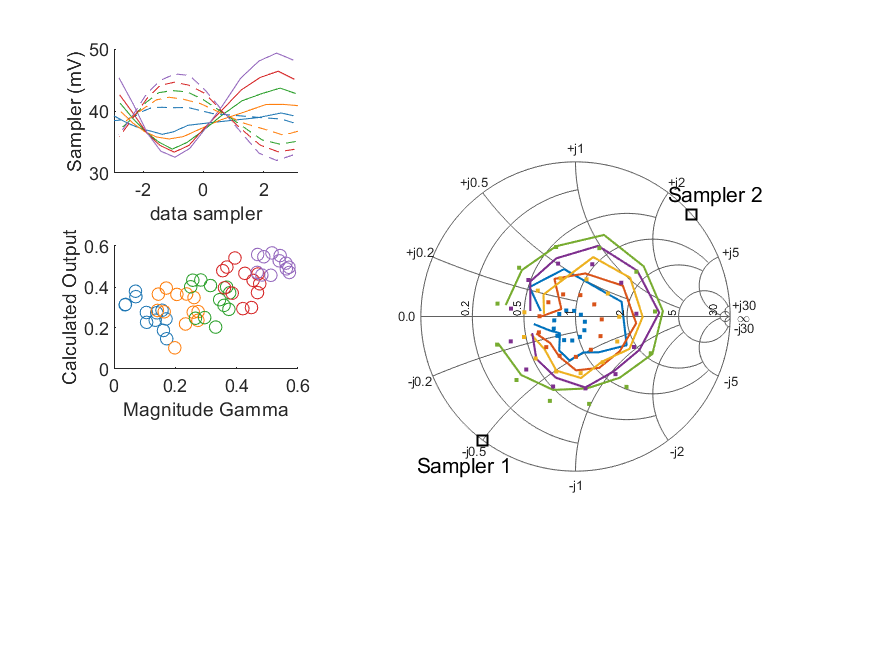 50
40
30
Sampler (mV)
-2
0
2
data sampler
0.6
0.4
0.2
0
Calculated Output
0
0.2
0.4
0.6
Magnitude Gamma
+j1
+j0.5
+j2
Sampler 2
+j0.2
+j5
0.0
0.2
0.5
1
2
5
30
+j30
∞
-j30
-j0.2
-j5
-j0.5
-j2
Sampler 1
-j1